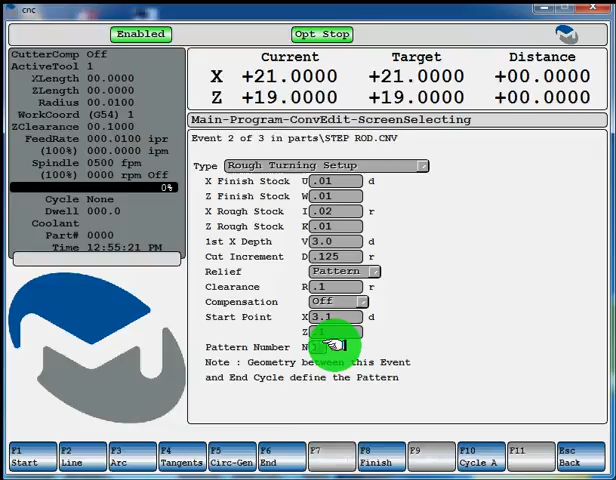 cnc
Enabled
Opt Stop
CutterComp Off
ActiveTool 1
XLength 00.0000
ZLength 00.0000
Radius 00.0100
WorkCoord (G54) 1
ZClearance 00.1000
FeedRate 000.0100 ipr
(100%) 000.0000 ipm
Spindle 0500 fpm
(100%) 0000 rpm Off
0%
Cycle None
Dwell 000.0
Coolant
Part# 0000
Time 12:55:21 PM
Current Target Distance
X +21.0000 +21.0000 +00.0000
Z +19.0000 +19.0000 +00.0000
Main-Program-ConvEdit-ScreenSelecting
Event 2 of 3 in parts\STEP ROD.CNV
Type Rough Turning Setup
X Finish Stock U .01 d
Z Finish Stock W .01
X Rough Stock I .02 r
Z Rough Stock K .01
1st X Depth V 3.0 d
Cut Increment D .125 r
Relief Pattern
Clearance R .1 r
Compensation Off
Start Point X 3.1 d
Z .1
Pattern Number N
Note : Geometry between this Event
and End Cycle define the Pattern
F1 Start
F2 Line
F3 Arc
F4 Tangents
F5 Circ-Gen
F6 End
F7
F8 Finish
F9
F10 Cycle A
F11
Esc Back